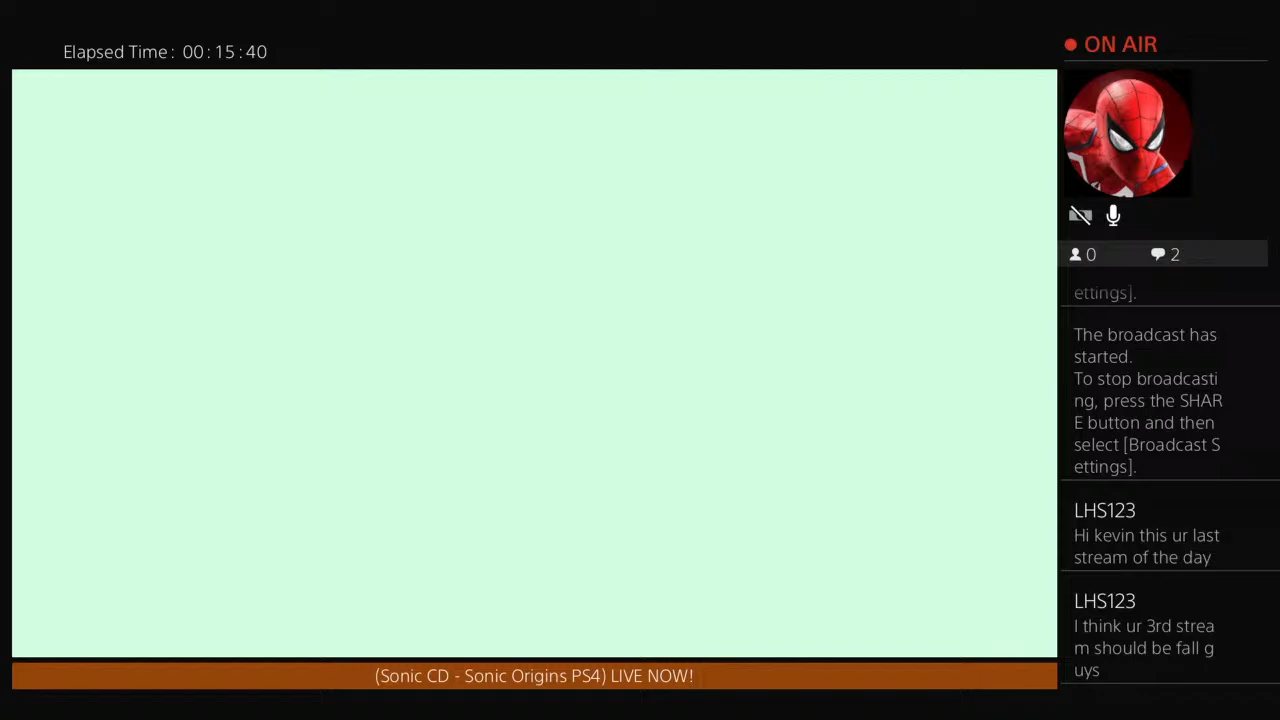 Elapsed Time: 00:15:40
ON AIR
0 2
ettings].
The broadcast has
started.
To stop broadcasti
ng, press the SHAR
E button and then
select [Broadcast S
ettings].
LHS123
Hi kevin this ur last
stream of the day
LHS123
I think ur 3rd strea
m should be fall g
uys
(Sonic CD - Sonic Origins PS4) LIVE NOW!